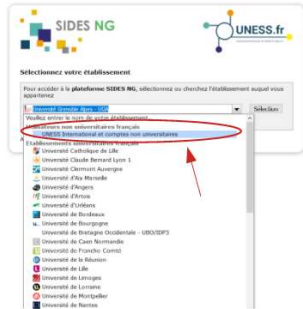 SIDES NG
UNESS.fr
Sélectionnez votre établissement
Pour accéder à la plateforme SIDES NG, sélectionnez ou cherchez l'établissement auquel vous
appartenez
Université Grenoble Alpes - UGA
Sélection
Veuillez entrer le nom de votre établissement...
Utilisateurs non universitaires français
UNESS International et comptes non universitaires
Etablissements universitaires français
Université Catholique de Lille
Université Claude Bernard Lyon 1
Université Clermont Auvergne
Université d'Aix Marseille
Université d'Angers
Université d'Artois
Université d'Orléans
Université de Bordeaux
Université de Bourgogne
Université de Bretagne Occidentale - UBO/SDP3
Université de Caen Normandie
Université de Franche-Comté
Université de la Réunion
Université de Lille
Université de Limoges
Université de Lorraine
Université de Montpellier
Université de Nantes